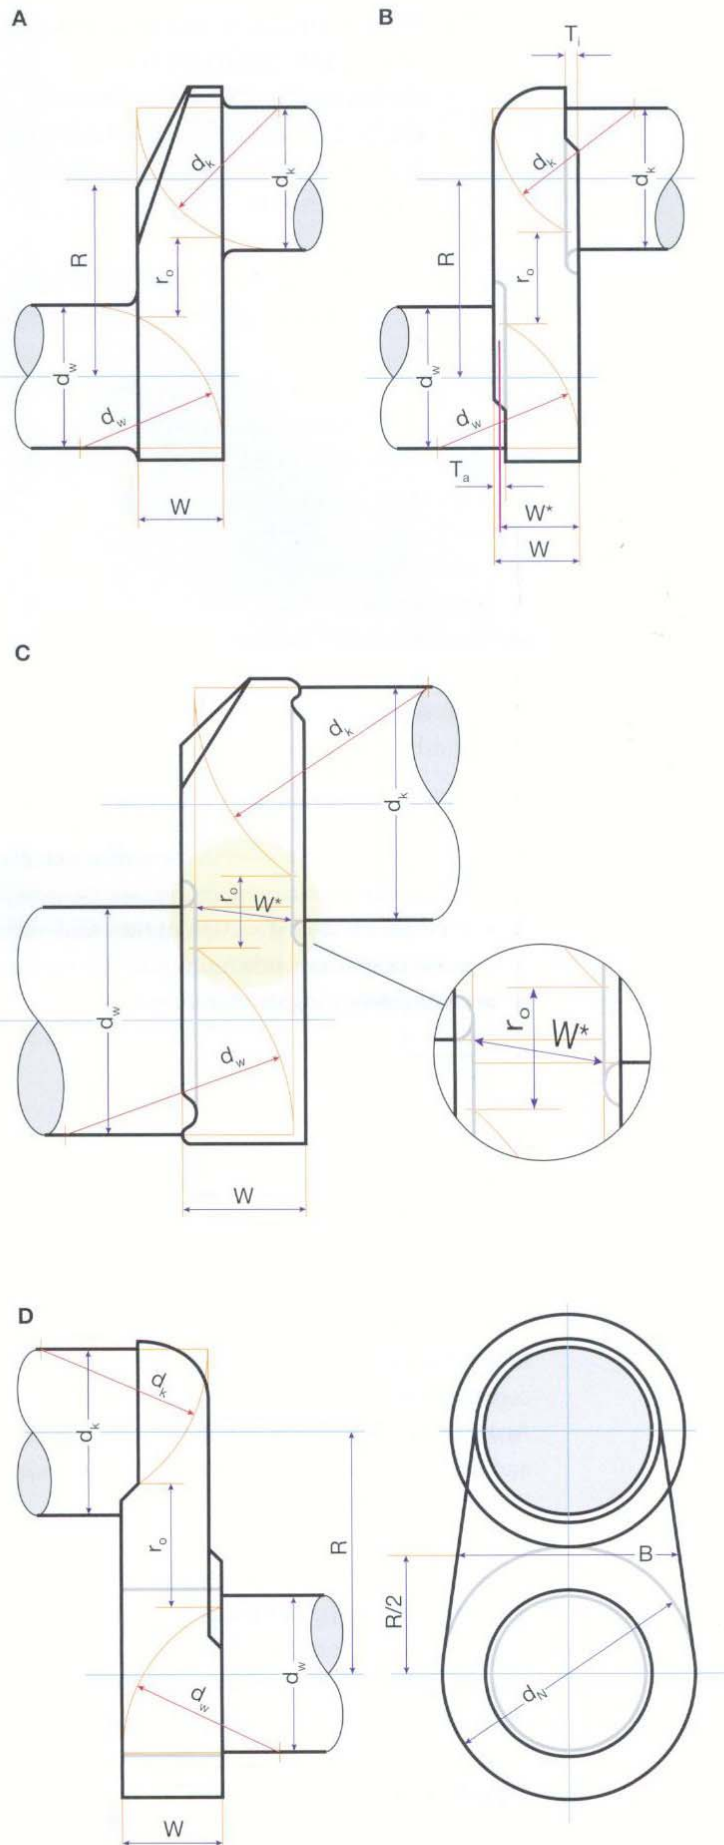 A
B
T_i
d_k
d_k
d_k
d_k
R
r_o
R
r_o
d_w
d_w
d_w
d_w
T_a
W
W*
W
C
d_k
d_k
r_o
W*
d_w
d_w
r_o
W*
W
D
d_k
d_k
r_o
R
B
R/2
d_w
d_w
d_N
W